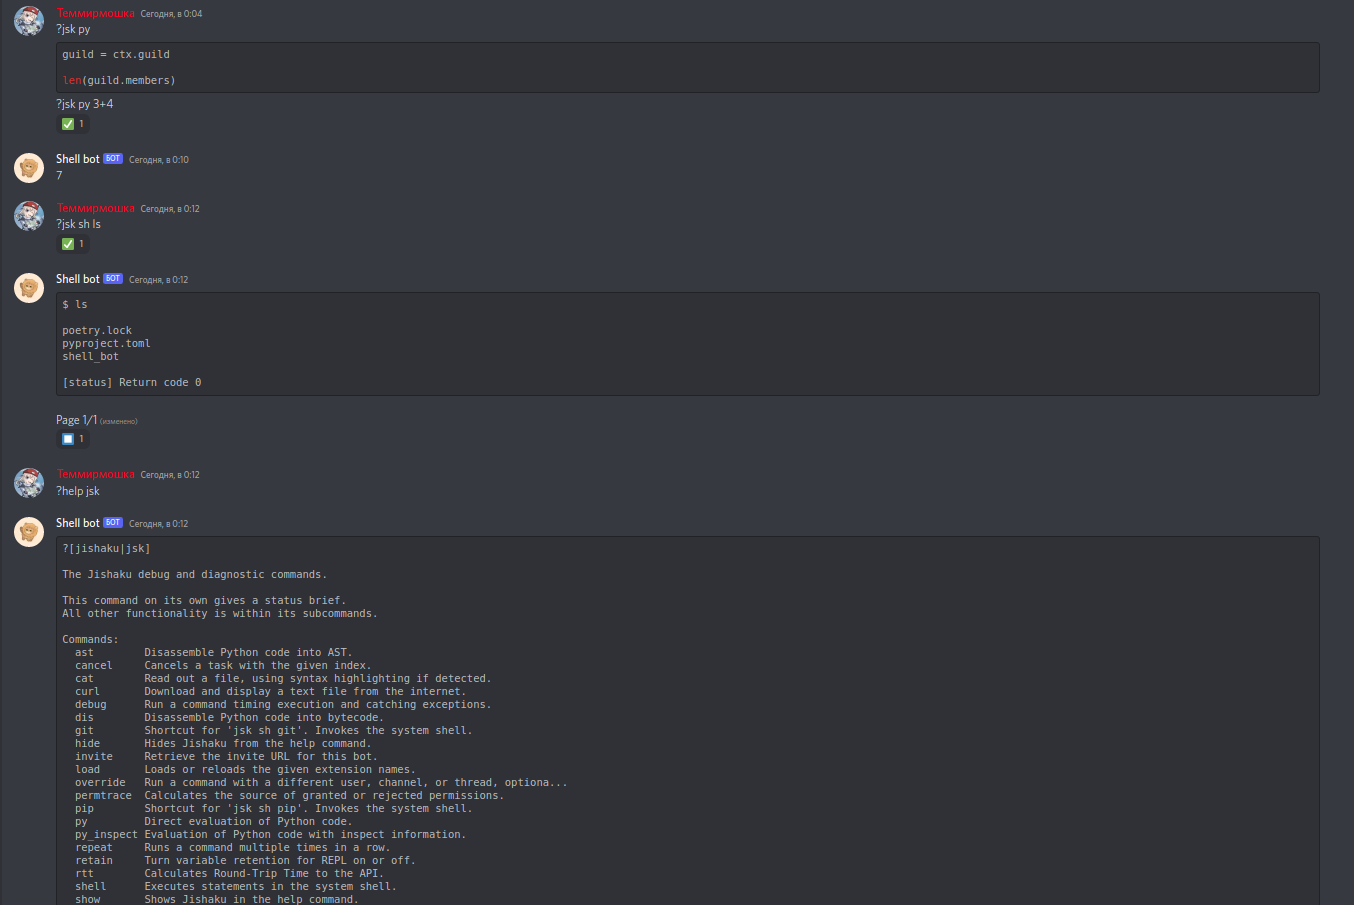 Теммирмошка Сегодня, в 0:04
?jsk py
guild = ctx.guild
len(guild.members)
?jsk py 3+4
1
Shell bot БОТ Сегодня, в 0:10
7
Теммирмошка Сегодня, в 0:12
?jsk sh ls
1
Shell bot БОТ Сегодня, в 0:12
$ ls
poetry.lock
pyproject.toml
shell_bot
[status] Return code 0
Page 1/1 (изменено)
1
Теммирмошка Сегодня, в 0:12
?help jsk
Shell bot БОТ Сегодня, в 0:12
?[jishaku|jsk]
The Jishaku debug and diagnostic commands.
This command on its own gives a status brief.
All other functionality is within its subcommands.
Commands:
ast Disassemble Python code into AST.
cancel Cancels a task with the given index.
cat Read out a file, using syntax highlighting if detected.
curl Download and display a text file from the internet.
debug Run a command timing execution and catching exceptions.
dis Disassemble Python code into bytecode.
git Shortcut for 'jsk sh git'. Invokes the system shell.
hide Hides Jishaku from the help command.
invite Retrieve the invite URL for this bot.
load Loads or reloads the given extension names.
override Run a command with a different user, channel, or thread, optiona...
permtrace Calculates the source of granted or rejected permissions.
pip Shortcut for 'jsk sh pip'. Invokes the system shell.
py Direct evaluation of Python code.
py_inspect Evaluation of Python code with inspect information.
repeat Runs a command multiple times in a row.
retain Turn variable retention for REPL on or off.
rtt Calculates Round-Trip Time to the API.
shell Executes statements in the system shell.
show Shows Jishaku in the help command.